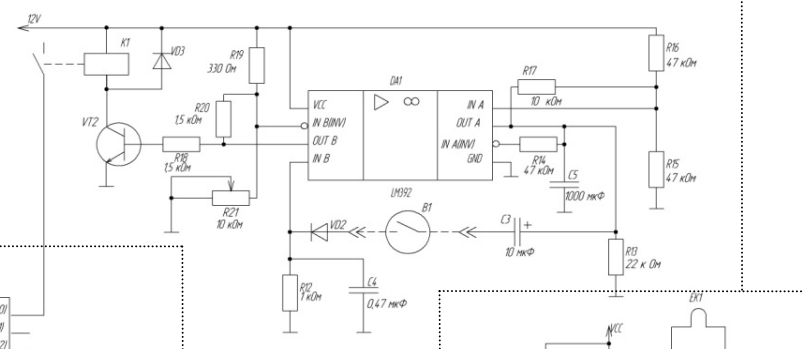 12V
K1
VD3
R19
330 Ом
R16
47 кОм
DA1
R17
10 кОм
VT2
R20
1,5 кОм
VCC
IN B(INV)
OUT B
IN B
IN A
OUT A
IN A(INV)
GND
R18
1,5 кОм
R14
47 кОм
C5
1000 мкФ
R15
47 кОм
LM392
R21
10 кОм
VD2
B1
C3
+
10 мкФ
R13
22 к Ом
R12
1 кОм
C4
0,47 мкФ
EK1
VCC